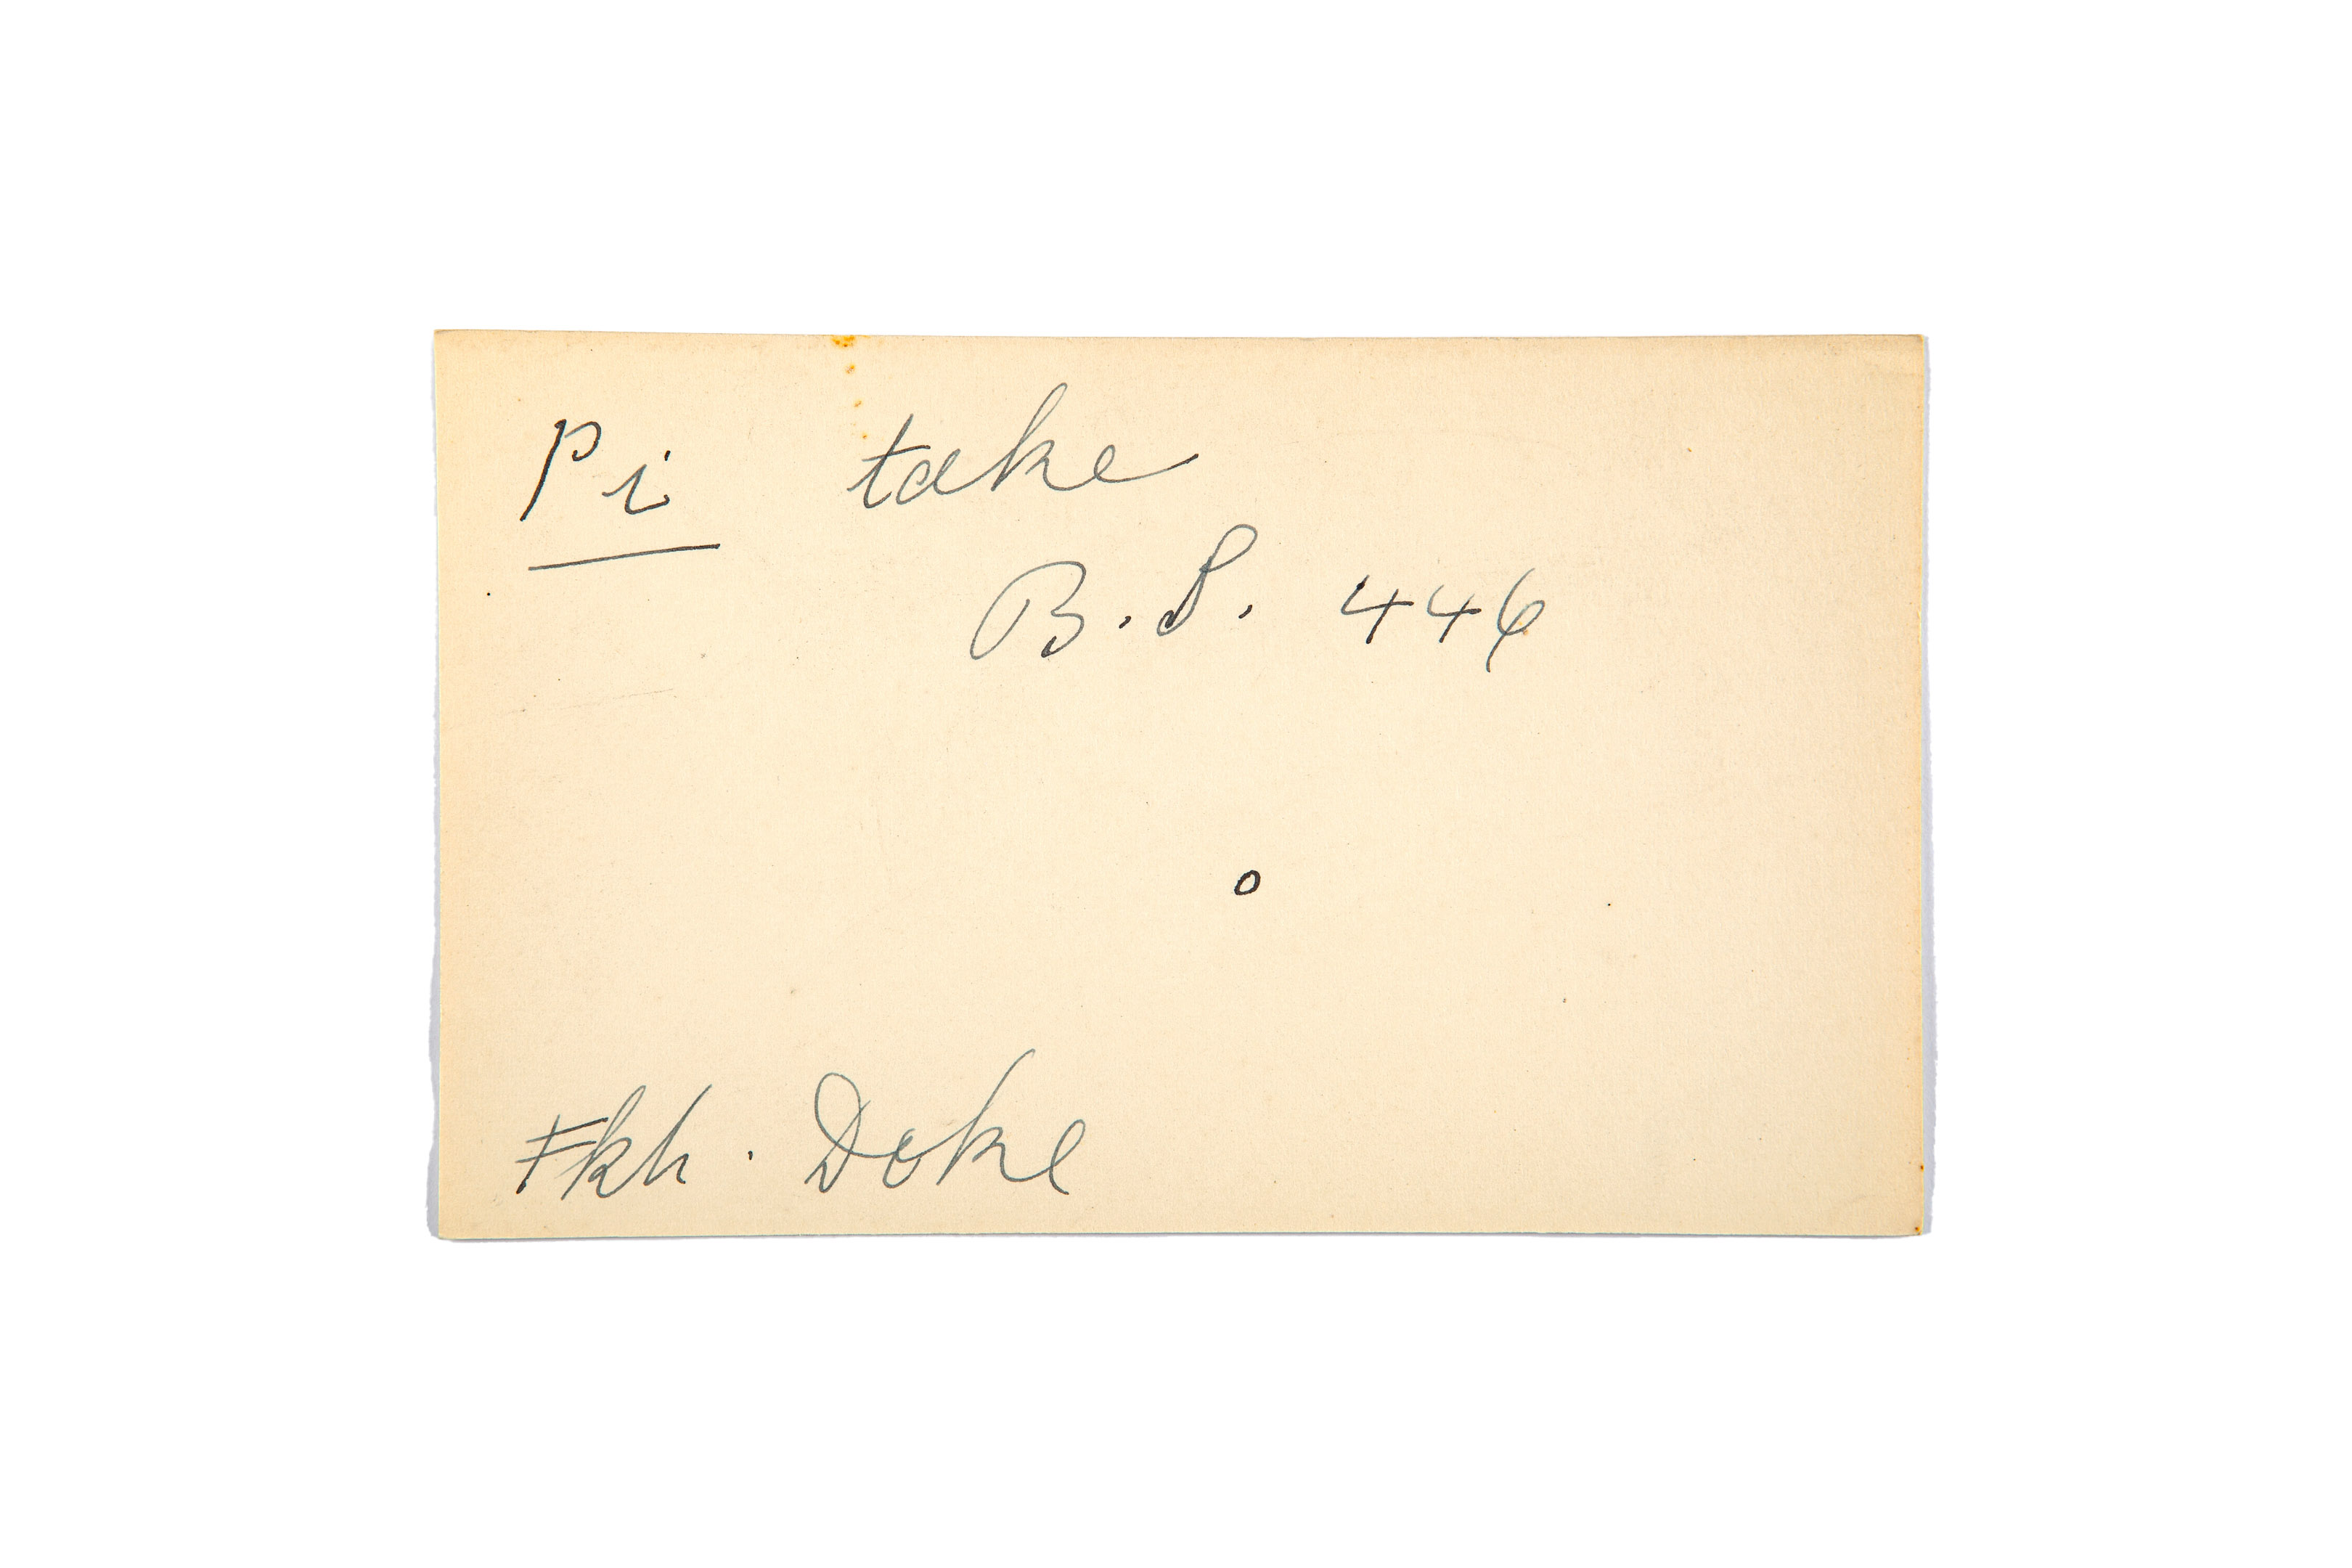 Pi take
B. S. 446
o
Fkh. Doke